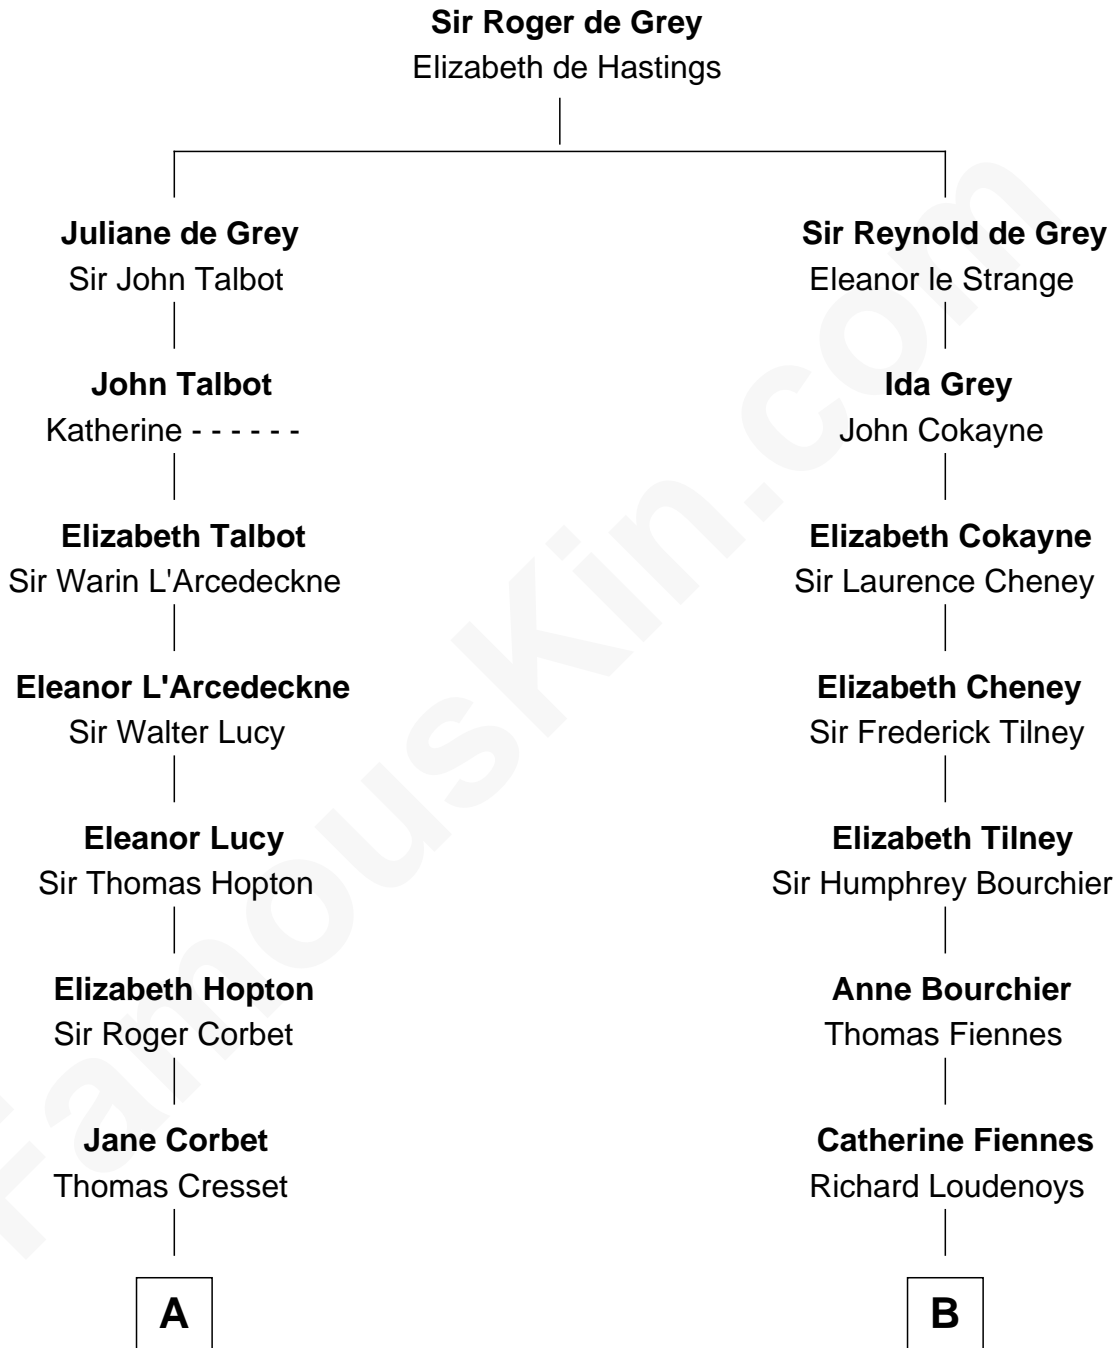 Sir Roger de Grey
Elizabeth de Hastings
Juliane de Grey
Sir John Talbot
Sir Reynold de Grey
Eleanor le Strange
John Talbot
Katherine - - - - - -
Ida Grey
John Cokayne
Elizabeth Talbot
Sir Warin L'Arcedeckne
Elizabeth Cokayne
Sir Laurence Cheney
Eleanor L'Arcedeckne
Sir Walter Lucy
Elizabeth Cheney
Sir Frederick Tilney
Eleanor Lucy
Sir Thomas Hopton
Elizabeth Tilney
Sir Humphrey Bourchier
Elizabeth Hopton
Sir Roger Corbet
Anne Bourchier
Thomas Fiennes
Jane Corbet
Thomas Cresset
Catherine Fiennes
Richard Loudenoys
A
B
FamousKin.com